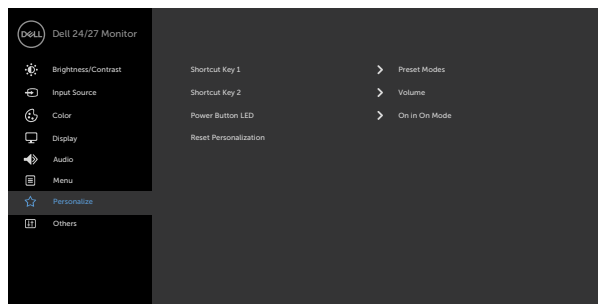 DELL Dell 24/27 Monitor
Brightness/Contrast Shortcut Key 1 Preset Modes
Input Source Shortcut Key 2 Volume
Color Power Button LED On in On Mode
Display Reset Personalization
Audio
Menu
Personalize
Others